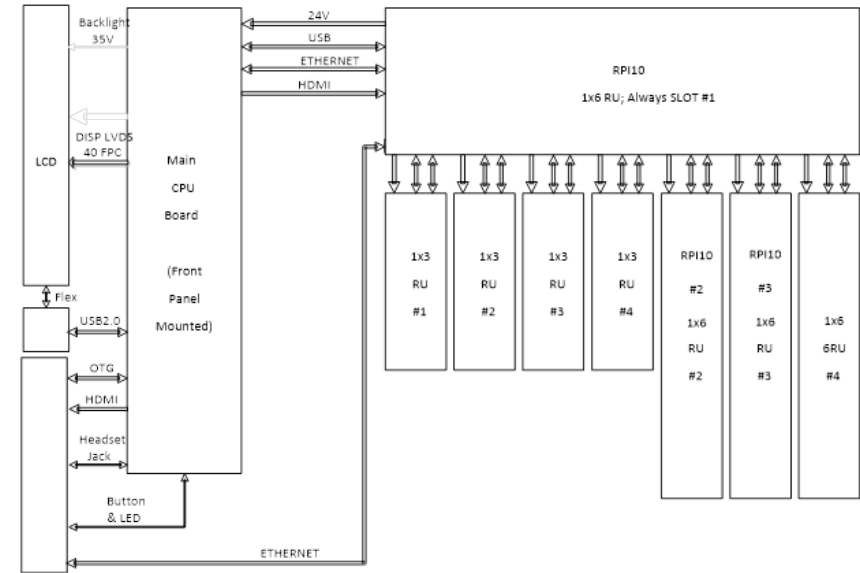 Backlight
35V
DISP LVDS
40 FPC
LCD
Flex
USB2.0
OTG
HDMI
Headset
Jack
Button
& LED
ETHERNET
Main
CPU
Board
(Front
Panel
Mounted)
24V
USB
ETHERNET
HDMI
RPI10
1x6 RU; Always SLOT #1
1x3
RU
#1
1x3
RU
#2
1x3
RU
#3
1x3
RU
#4
RPI10
#2
1x6
RU
#2
RPI10
#3
1x6
RU
#3
1x6
6RU
#4